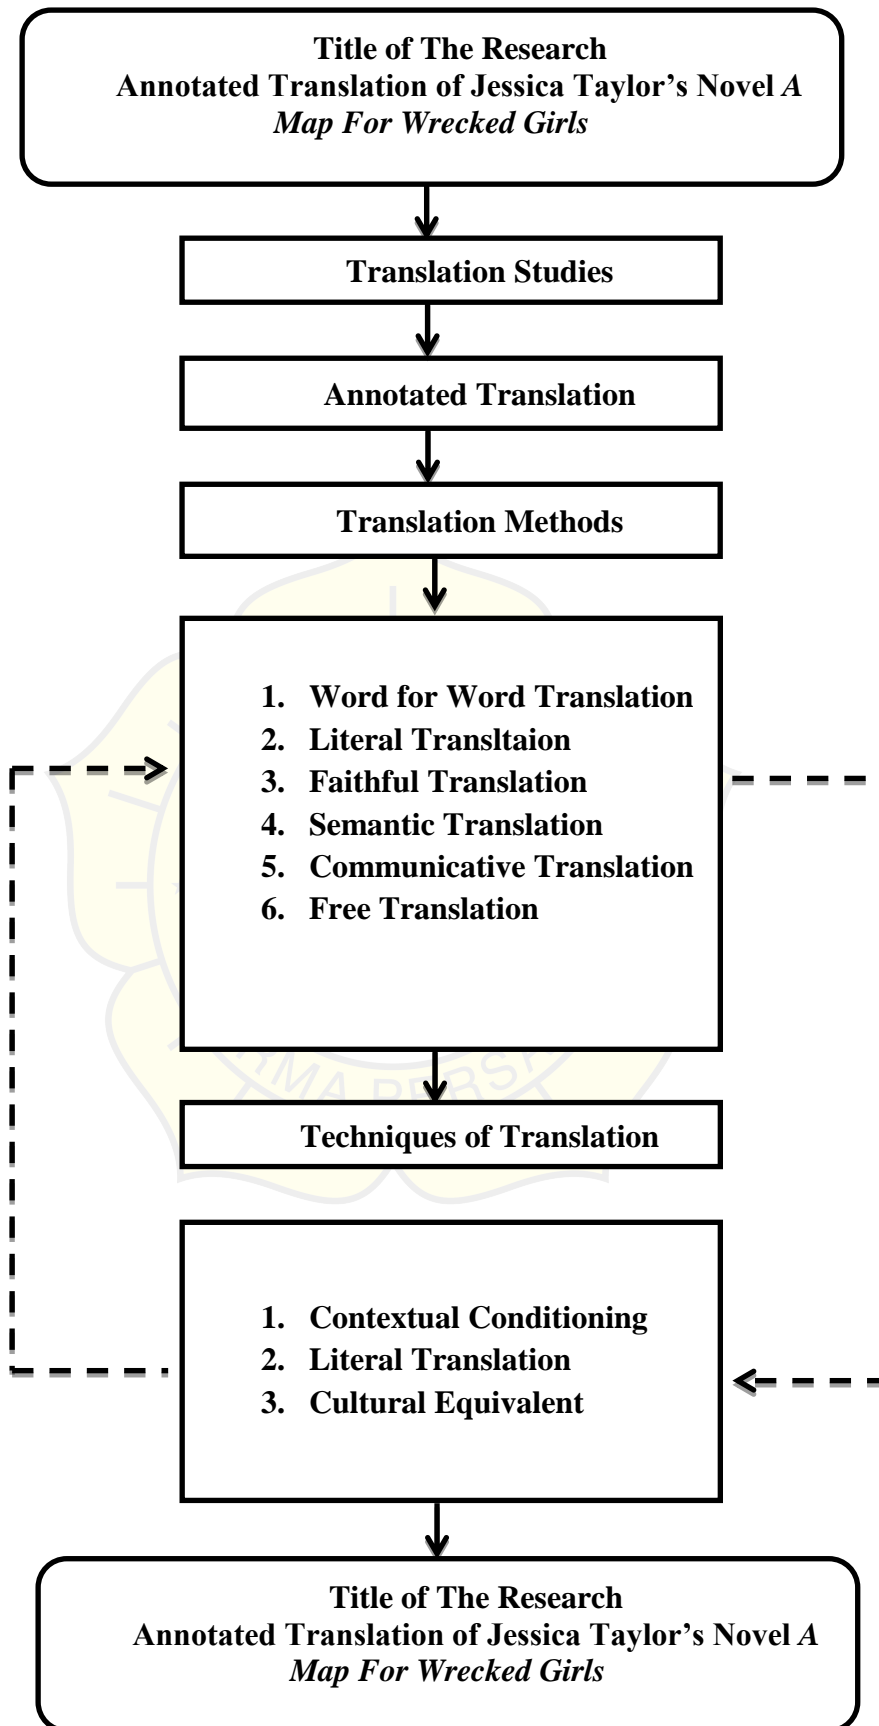 Title of The Research
Annotated Translation of Jessica Taylor’s Novel A
Map For Wrecked Girls
Translation Studies
Annotated Translation
Translation Methods
1. Word for Word Translation
2. Literal Transltaion
3. Faithful Translation
4. Semantic Translation
5. Communicative Translation
6. Free Translation
Techniques of Translation
1. Contextual Conditioning
2. Literal Translation
3. Cultural Equivalent
Title of The Research
Annotated Translation of Jessica Taylor’s Novel A
Map For Wrecked Girls